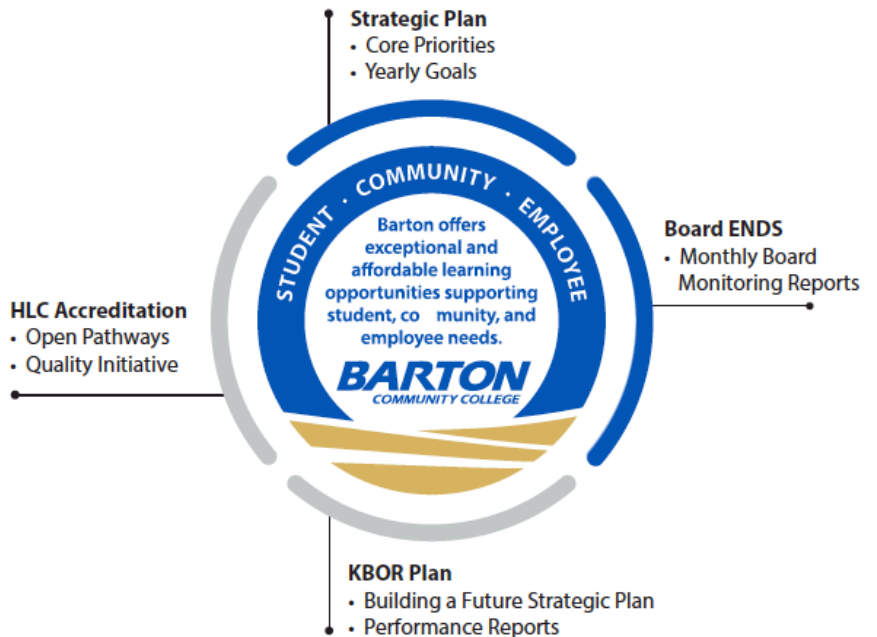 Strategic Plan
• Core Priorities
• Yearly Goals
STUDENT · COMMUNITY · EMPLOYEE
Barton offers
exceptional and
affordable learning
opportunities supporting
student, co munity, and
employee needs.
BARTON
COMMUNITY COLLEGE
Board ENDS
• Monthly Board
Monitoring Reports
HLC Accreditation
• Open Pathways
• Quality Initiative
KBOR Plan
• Building a Future Strategic Plan
• Performance Reports